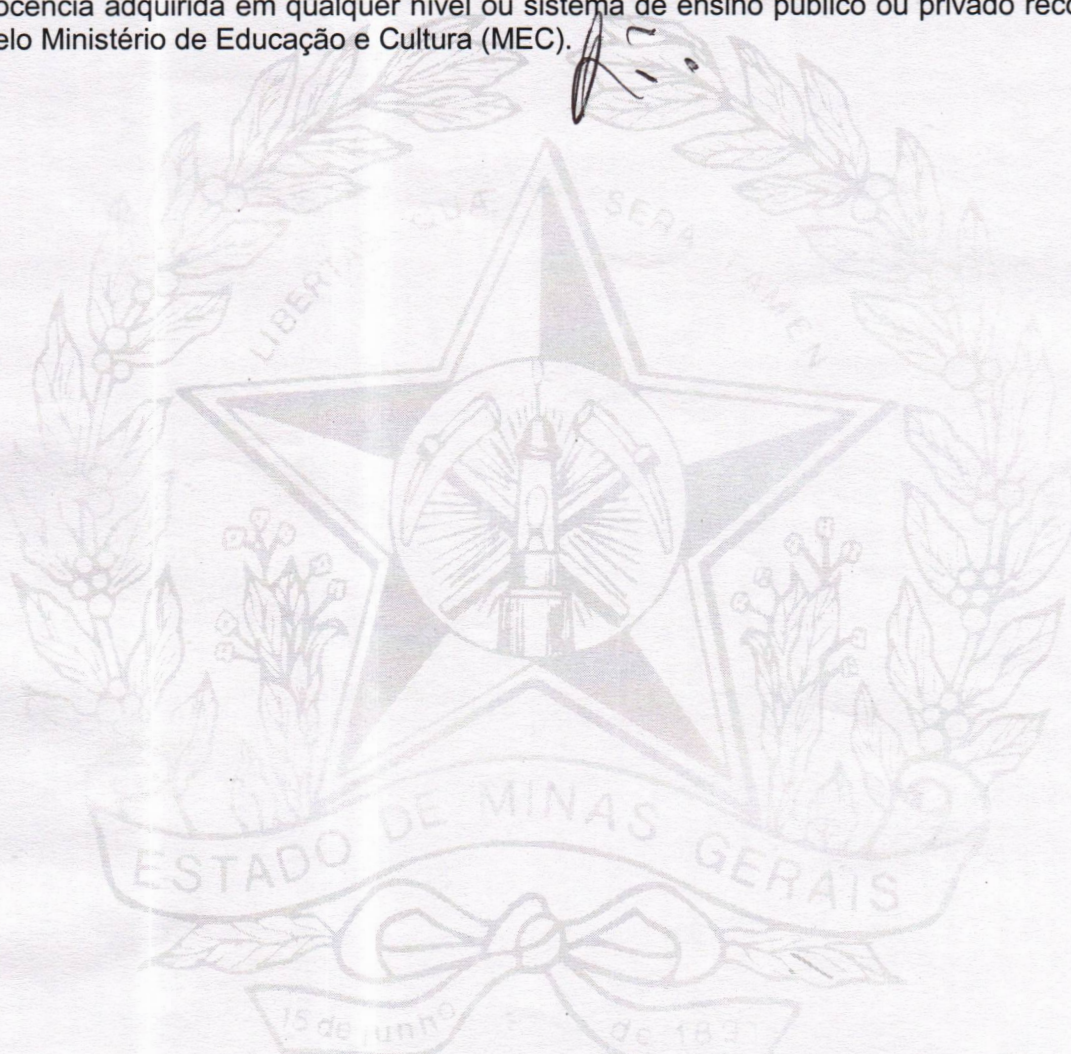 ocência adquirida em qualquer nível ou sistema de ensino público ou privado reco
elo Ministério de Educação e Cultura (MEC).
LIBERTAS QUÆ SERA TAMEN
ESTADO DE MINAS GERAIS
15 de junho de 18